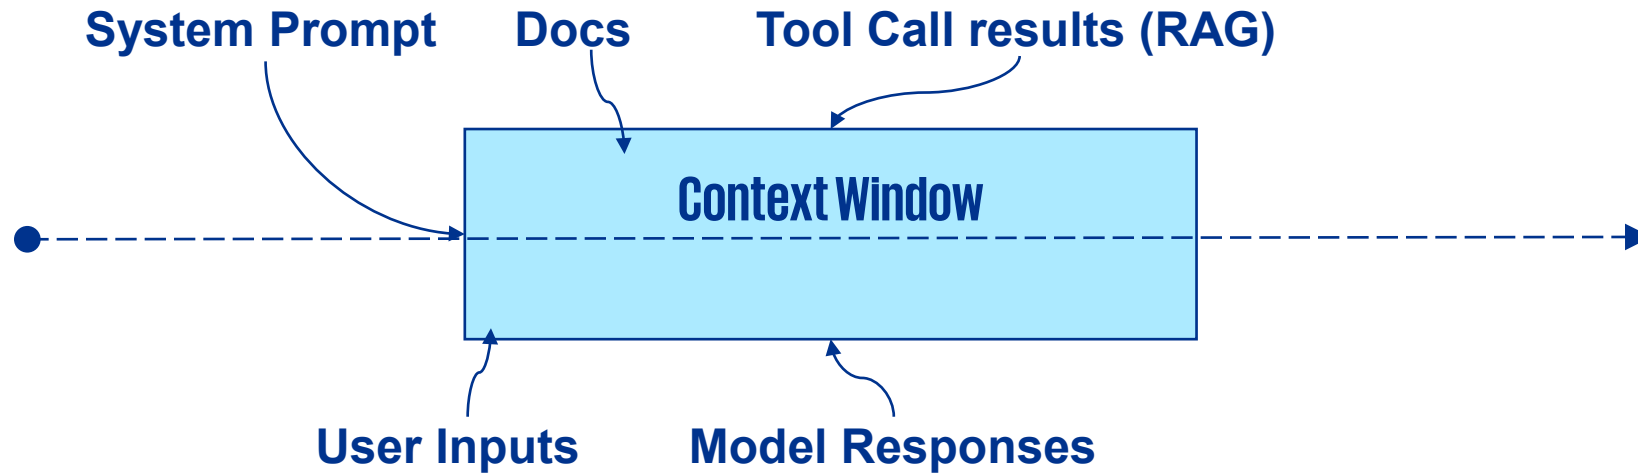 System Prompt
Docs
Tool Call results (RAG)
Context Window
User Inputs
Model Responses